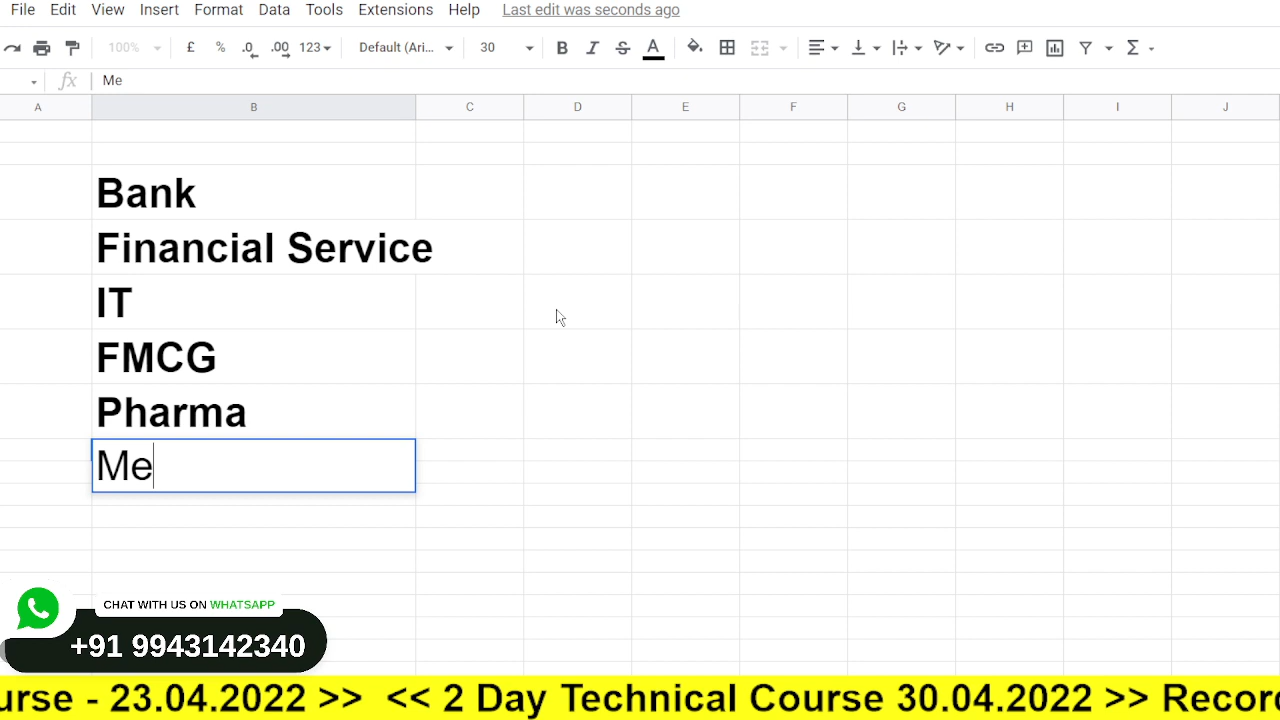 File Edit View Insert Format Data Tools Extensions Help Last edit was seconds ago
100% £ % .0 .00 123 Default (Ari... 30 B I S A Σ
fx Me
A B C D E F G H I J
Bank
Financial Service
IT
FMCG
Pharma
Me
CHAT WITH US ON WHATSAPP
+91 9943142340
urse - 23.04.2022 >> << 2 Day Technical Course 30.04.2022 >> Recor